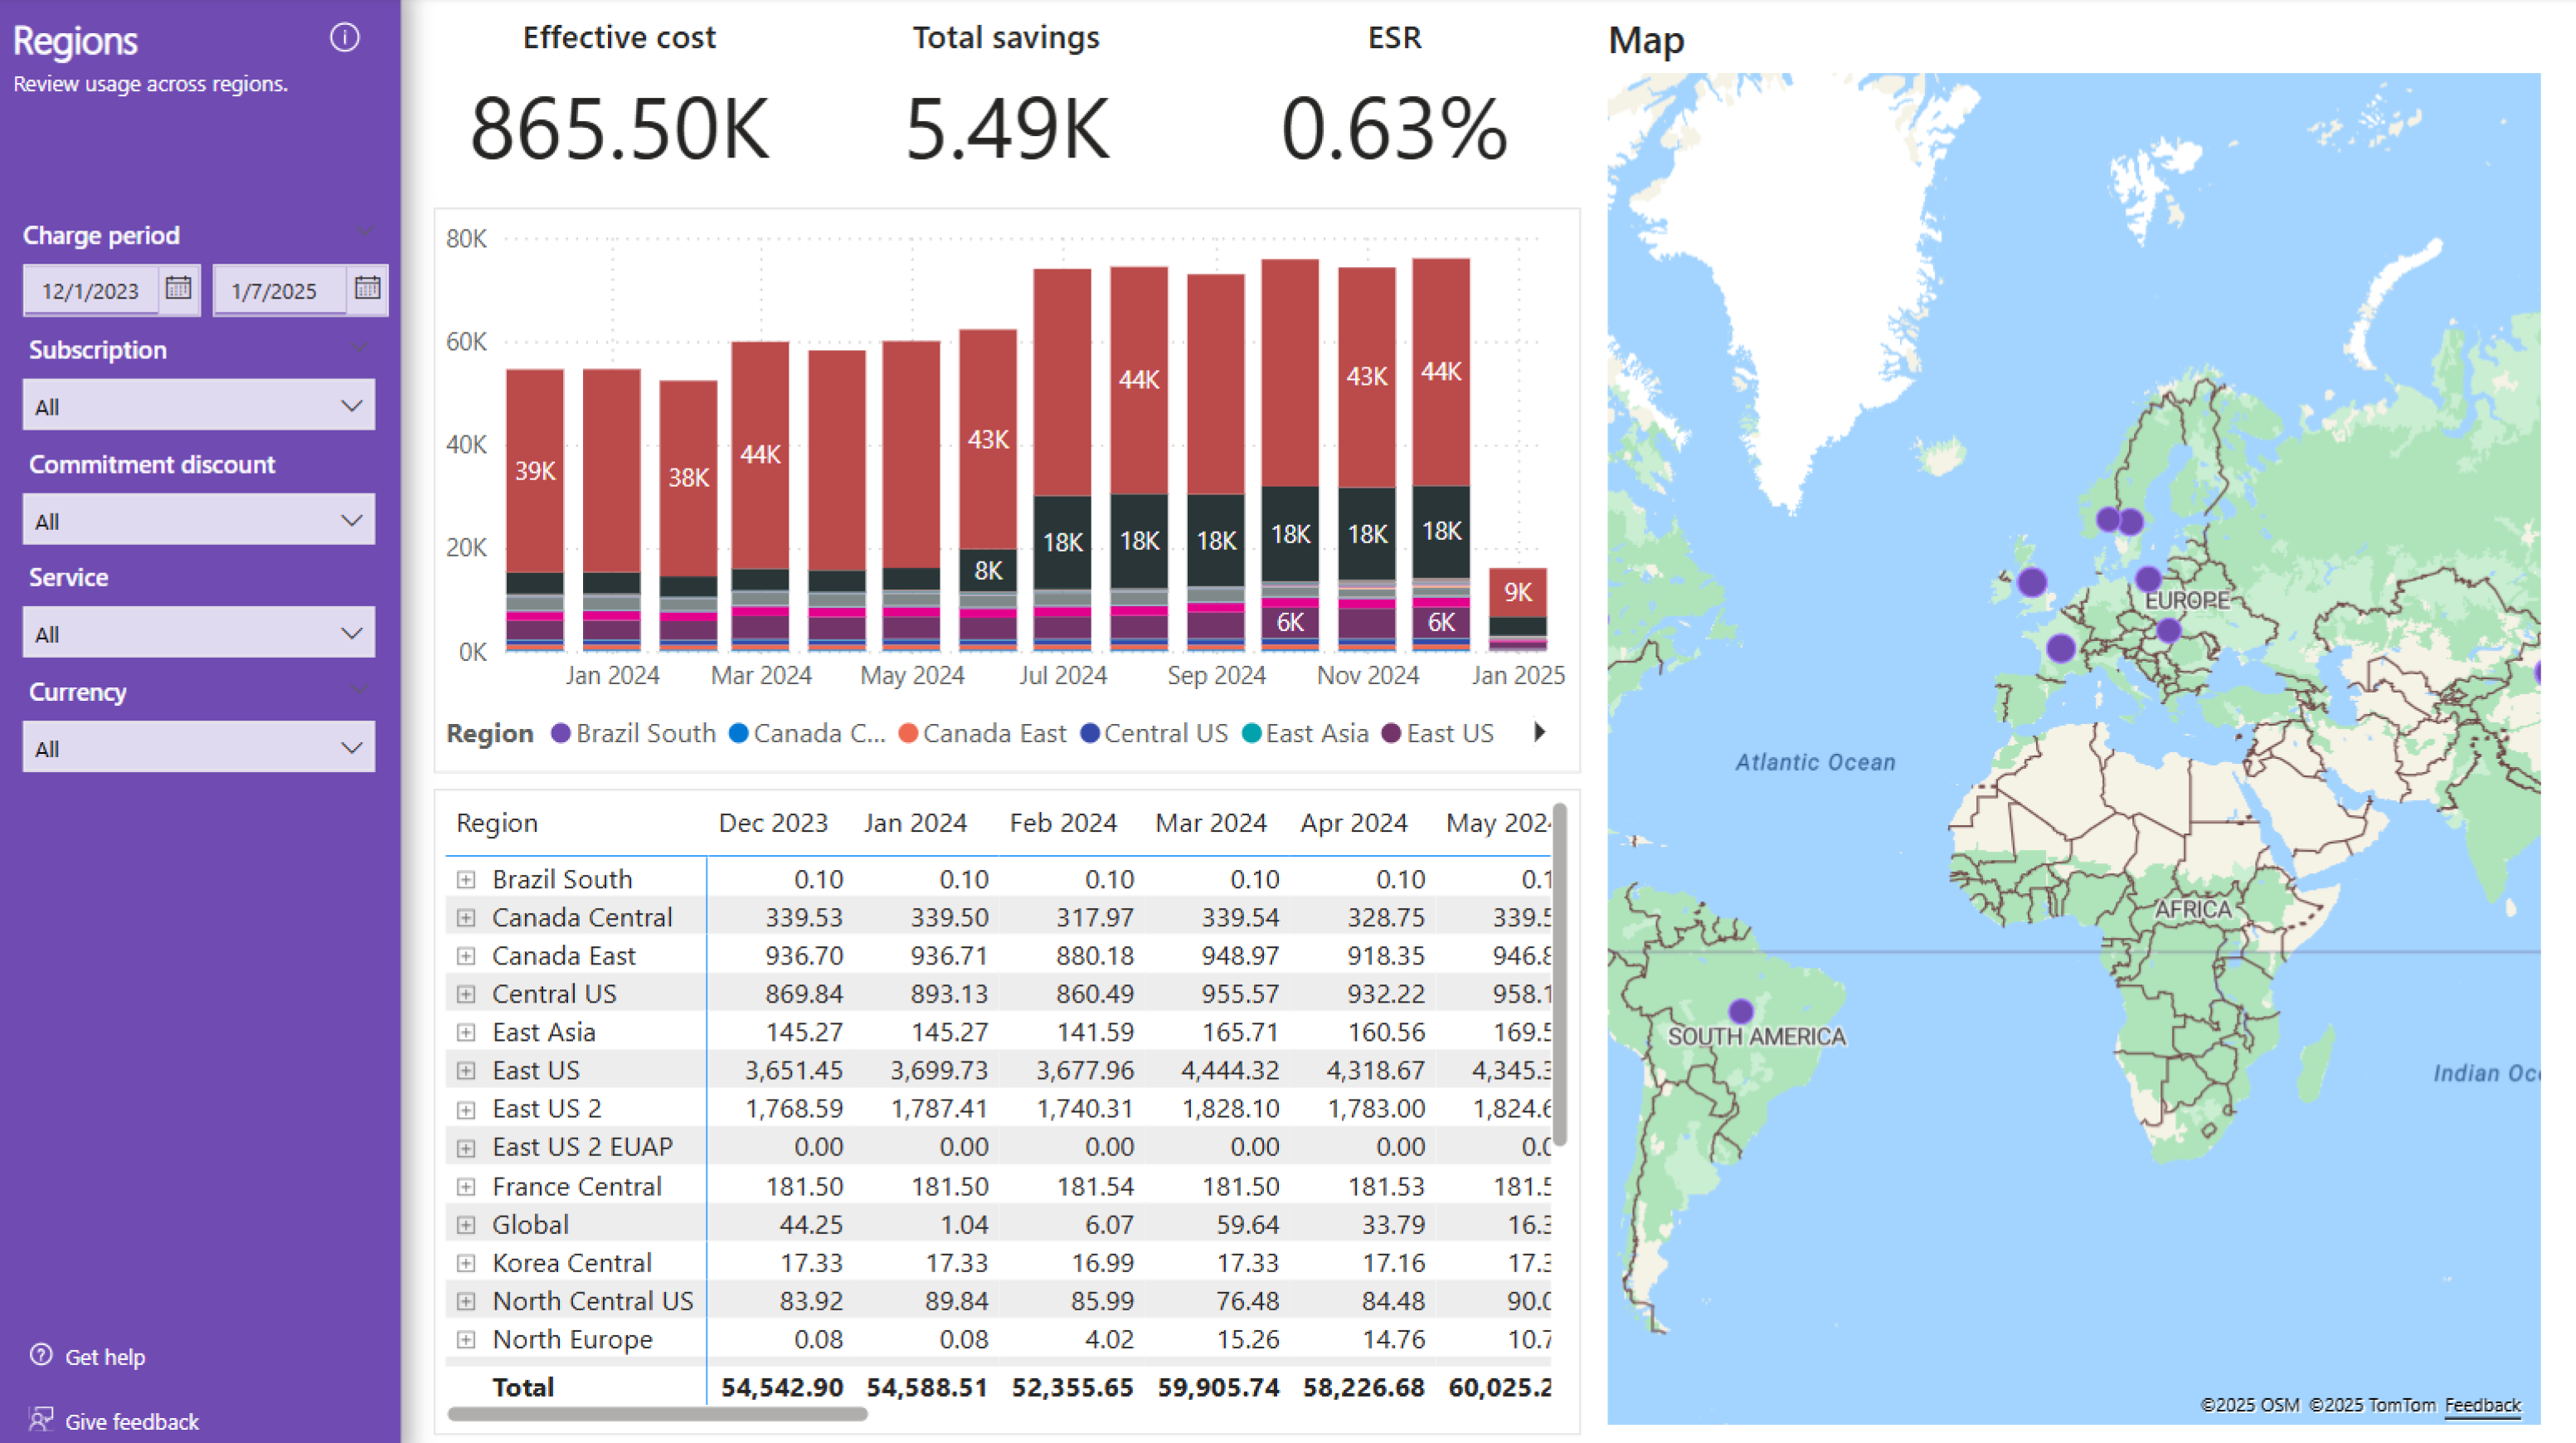 Regions
Review usage across regions.
Charge period
12/1/2023 1/7/2025
Subscription
All
Commitment discount
All
Service
All
Currency
All
Get help
Give feedback
Effective cost Total savings ESR
865.50K 5.49K 0.63%
80K
60K
40K
20K
0K
39K 38K 44K 43K 44K 43K 44K 9K
8K 18K 18K 18K 18K 18K 18K
6K 6K
Jan 2024 Mar 2024 May 2024 Jul 2024 Sep 2024 Nov 2024 Jan 2025
Region Brazil South Canada C... Canada East Central US East Asia East US
Region Dec 2023 Jan 2024 Feb 2024 Mar 2024 Apr 2024 May 2024
Brazil South 0.10 0.10 0.10 0.10 0.10 0.1
Canada Central 339.53 339.50 317.97 339.54 328.75 339.5
Canada East 936.70 936.71 880.18 948.97 918.35 946.8
Central US 869.84 893.13 860.49 955.57 932.22 958.1
East Asia 145.27 145.27 141.59 165.71 160.56 169.5
East US 3,651.45 3,699.73 3,677.96 4,444.32 4,318.67 4,345.3
East US 2 1,768.59 1,787.41 1,740.31 1,828.10 1,783.00 1,824.6
East US 2 EUAP 0.00 0.00 0.00 0.00 0.00 0.0
France Central 181.50 181.50 181.54 181.50 181.53 181.5
Global 44.25 1.04 6.07 59.64 33.79 16.3
Korea Central 17.33 17.33 16.99 17.33 17.16 17.3
North Central US 83.92 89.84 85.99 76.48 84.48 90.0
North Europe 0.08 0.08 4.02 15.26 14.76 10.7
Total 54,542.90 54,588.51 52,355.65 59,905.74 58,226.68 60,025.2
Map
EUROPE
Atlantic Ocean
AFRICA
SOUTH AMERICA
Indian Oc
©2025 OSM ©2025 TomTom Feedback